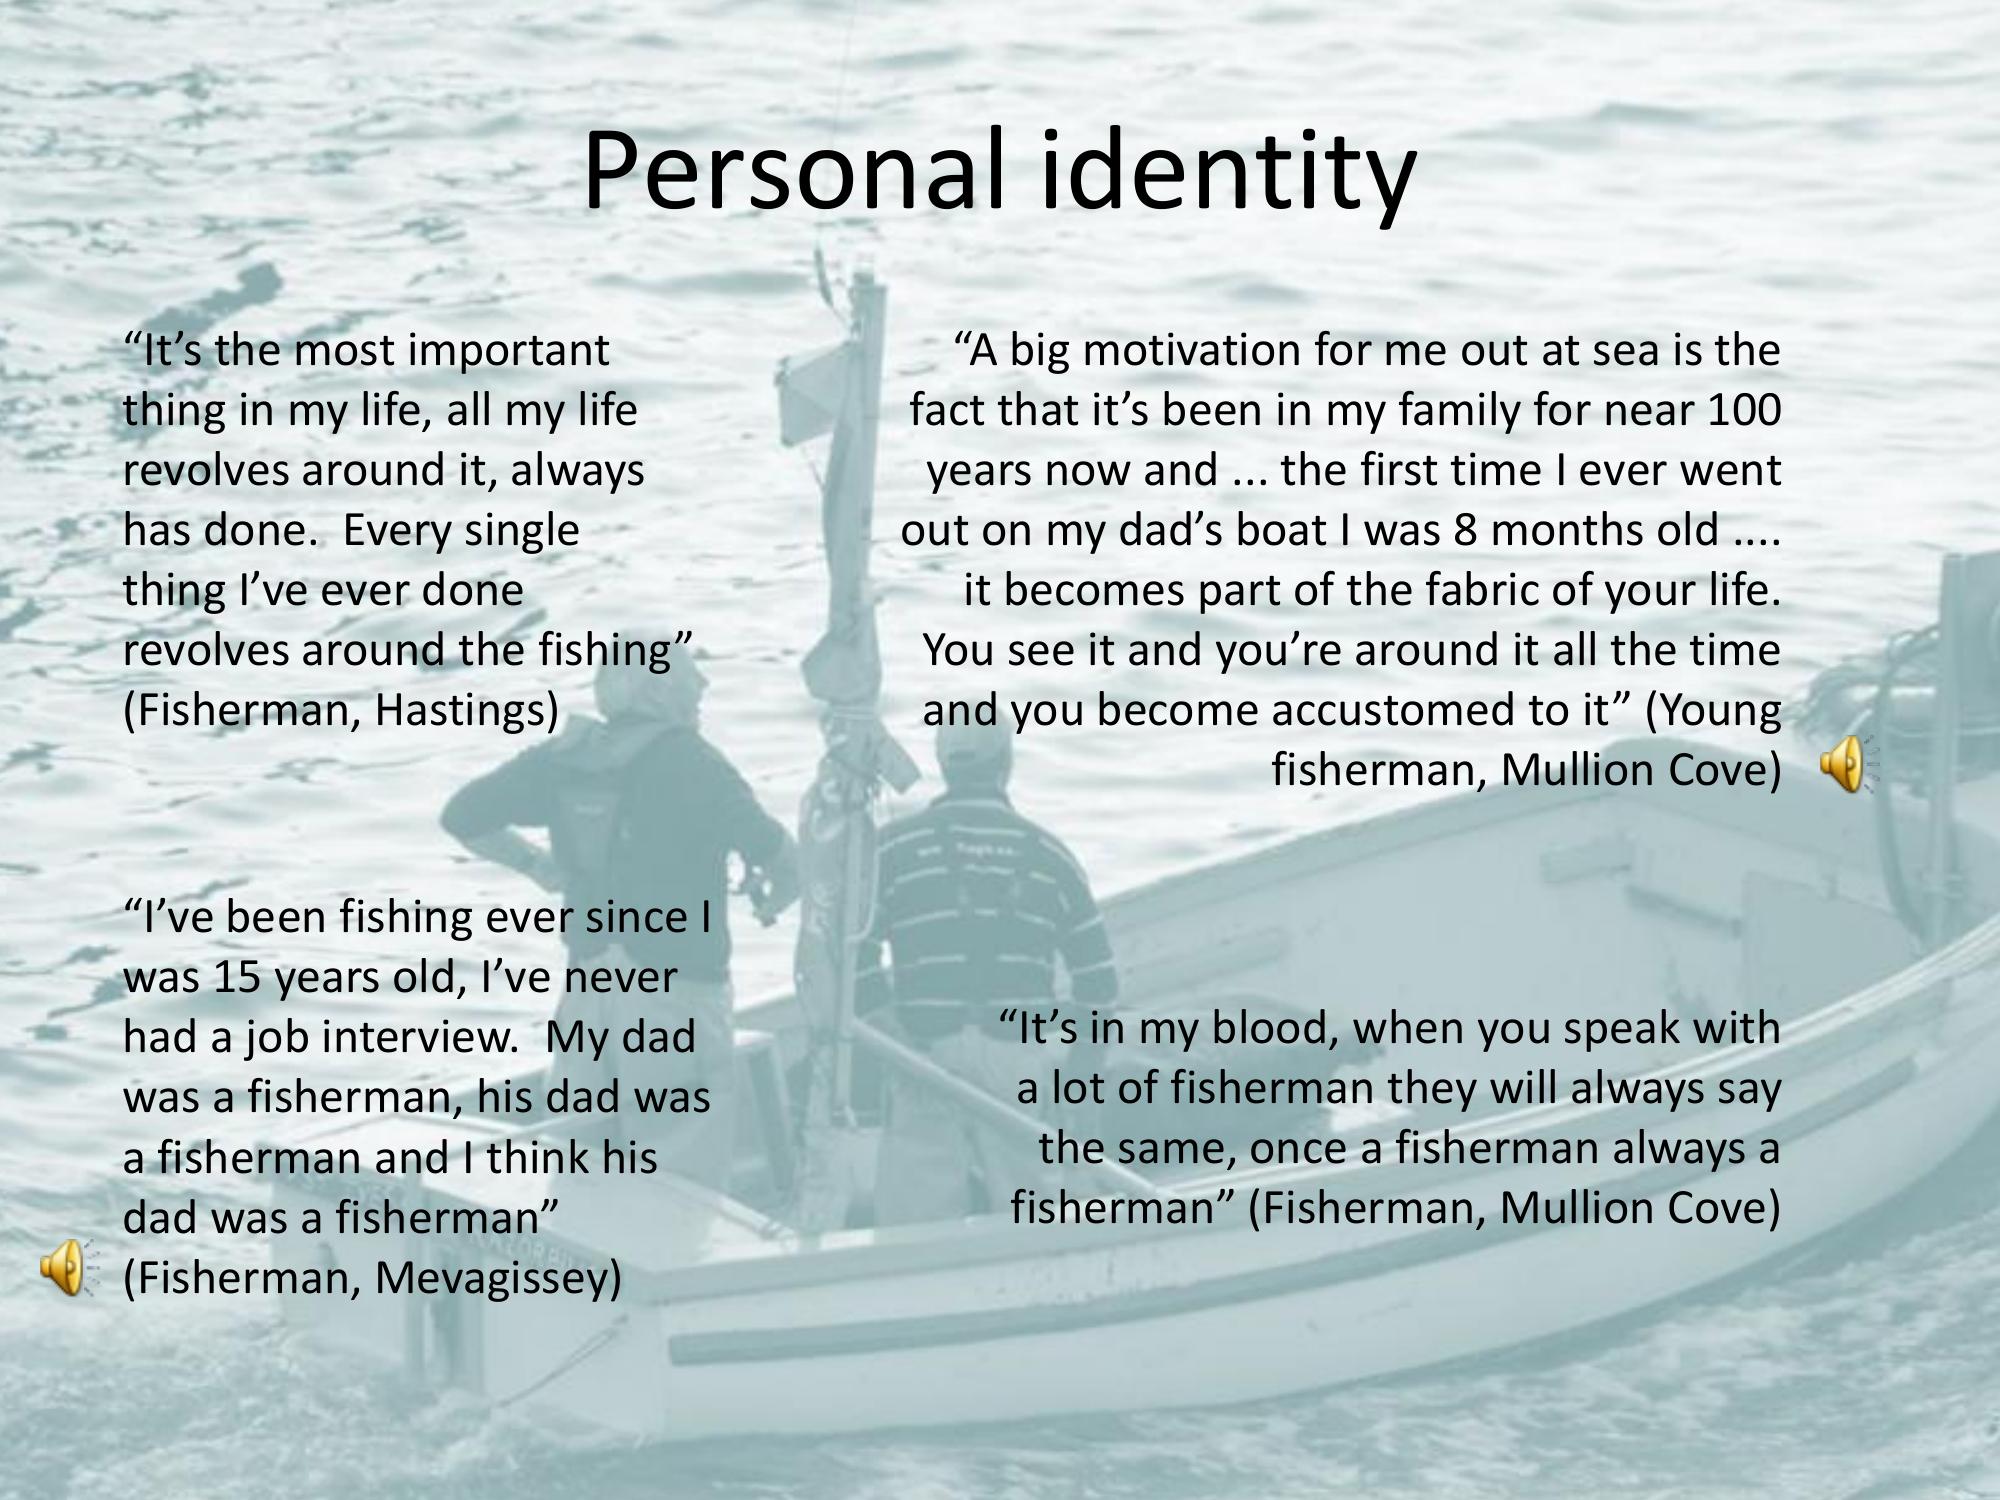 Personal identity
“It’s the most important
thing in my life, all my life
revolves around it, always
has done.  Every single
thing I’ve ever done
revolves around the fishing”
(Fisherman, Hastings)
“A big motivation for me out at sea is the
fact that it’s been in my family for near 100
years now and ... the first time I ever went
out on my dad’s boat I was 8 months old ....
it becomes part of the fabric of your life.
You see it and you’re around it all the time
and you become accustomed to it” (Young
fisherman, Mullion Cove)
“I’ve been fishing ever since I
was 15 years old, I’ve never
had a job interview.  My dad
was a fisherman, his dad was
a fisherman and I think his
dad was a fisherman”
(Fisherman, Mevagissey)
“It’s in my blood, when you speak with
a lot of fisherman they will always say
the same, once a fisherman always a
fisherman” (Fisherman, Mullion Cove)